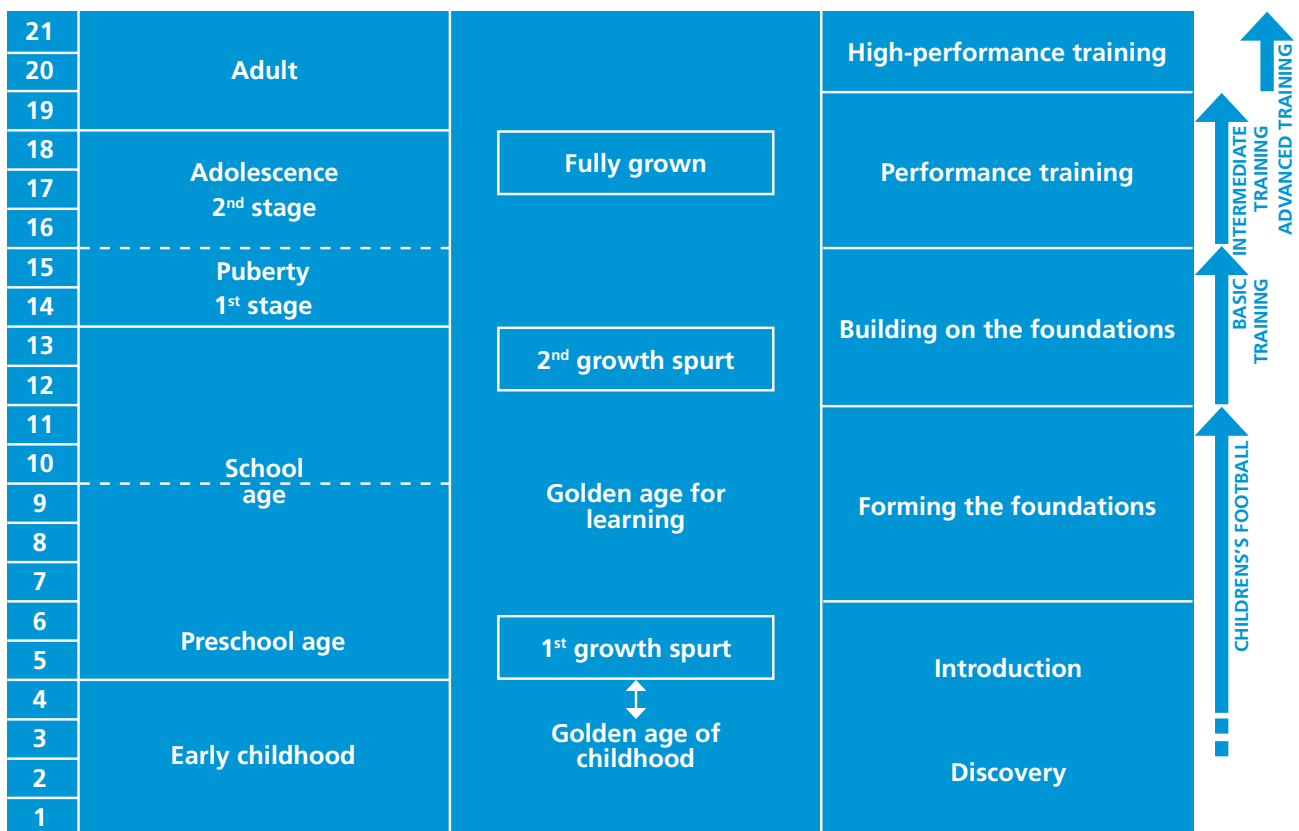 21
20
19
18
17
16
15
14
13
12
11
10
9
8
7
6
5
4
3
2
1
Adult
Adolescence
2nd stage
Puberty
1st stage
School
age
Preschool age
Early childhood
Fully grown
2nd growth spurt
Golden age for
learning
1st growth spurt
Golden age of
childhood
High-performance training
Performance training
Building on the foundations
Forming the foundations
Introduction
Discovery
ADVANCED TRAINING
INTERMEDIATE
TRAINING
BASIC
TRAINING
CHILDRENS'S FOOTBALL